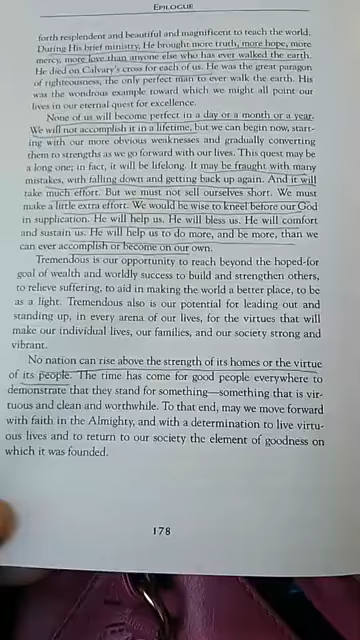 EPILOGUE
forth resplendent and beautiful and magnificent to reach the world.
During His brief ministry, He brought more truth, more hope, more
mercy, more love than anyone else who has ever walked the earth.
He died on Calvary's cross for each of us. He was the great paragon
of righteousness, the only perfect man to ever walk the earth. His
was the wondrous example toward which we might all point our
lives in our eternal quest for excellence.
None of us will become perfect in a day or a month or a year.
We will not accomplish it in a lifetime, but we can begin now, start-
ing with our more obvious weaknesses and gradually converting
them to strengths as we go forward with our lives. This quest may be
a long one; in fact, it will be lifelong. It may be fraught with many
mistakes, with falling down and getting back up again. And it will
take much effort. But we must not sell ourselves short. We must
make a little extra effort. We would be wise to kneel before our God
in supplication. He will help us. He will bless us. He will comfort
and sustain us. He will help us to do more, and be more, than we
can ever accomplish or become on our own.
Tremendous is our opportunity to reach beyond the hoped-for
goal of wealth and worldly success to build and strengthen others,
to relieve suffering, to aid in making the world a better place, to be
as a light. Tremendous also is our potential for leading out and
standing up, in every arena of our lives, for the virtues that will
make our individual lives, our families, and our society strong and
vibrant.
No nation can rise above the strength of its homes or the virtue
of its people. The time has come for good people everywhere to
demonstrate that they stand for something—something that is vir-
tuous and clean and worthwhile. To that end, may we move forward
with faith in the Almighty, and with a determination to live virtu-
ous lives and to return to our society the element of goodness on
which it was founded.
178